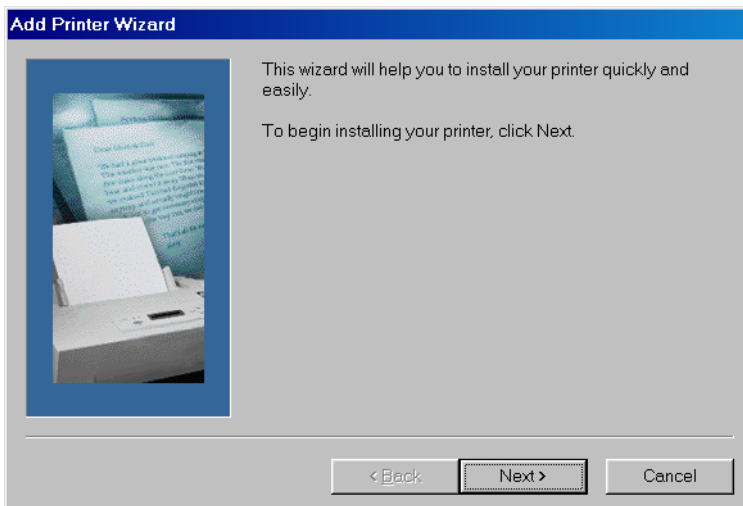 Add Printer Wizard
This wizard will help you to install your printer quickly and
easily.
To begin installing your printer, click Next.
< Back
Next >
Cancel